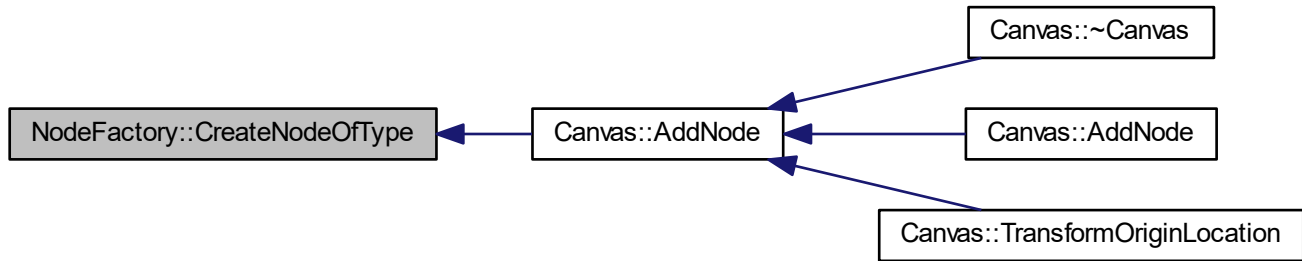 Canvas::~Canvas
NodeFactory::CreateNodeOfType
Canvas::AddNode
Canvas::AddNode
Canvas::TransformOriginLocation